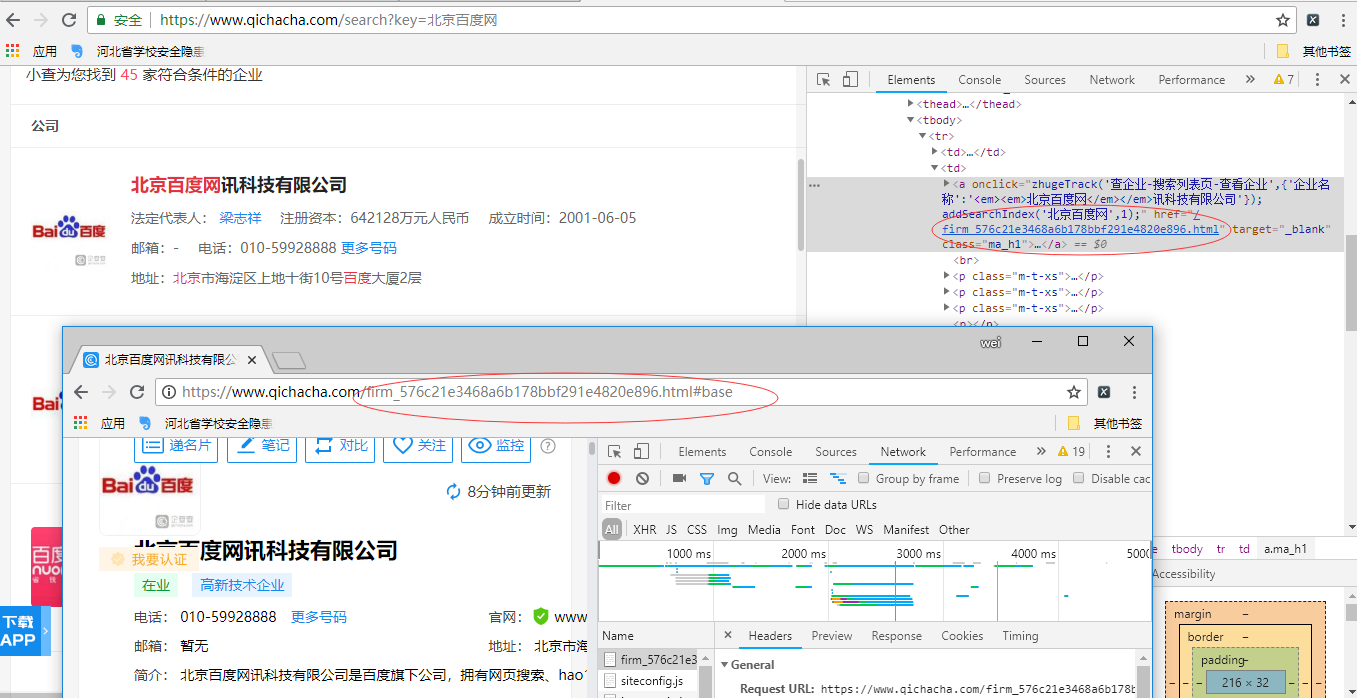 安全 https://www.qichacha.com/search?key=北京百度网
应用 河北省学校安全隐患 其他书签
小查为您找到 45 家符合条件的企业
公司
北京百度网讯科技有限公司
法定代表人： 梁志祥 注册资本：642128万元人民币 成立时间：2001-06-05
邮箱：- 电话：010-59928888 更多号码
地址：北京市海淀区上地十街10号百度大厦2层
Bai du 百度
企查查
Elements Console Sources Network Performance » 7
<thead>…</thead>
<tbody>
<tr>
<td>…</td>
<td>
<a onclick="zhugeTrack('查企业-搜索列表页-查看企业',{'企业名
称':'<em><em>北京百度网</em></em>讯科技有限公司'});
addSearchIndex('北京百度网',1);" href="/
firm_576c21e3468a6b178bbf291e4820e896.html" target="_blank"
class="ma_h1">…</a> == $0
<br>
<p class="m-t-xs">…</p>
<p class="m-t-xs">…</p>
<p class="m-t-xs">…</p>
<p></p>
e tbody tr td a.ma_h1
Accessibility
margin -
border -
padding-
216 × 32
Bai
下载
APP
wei
北京百度网讯科技有限公
https://www.qichacha.com/firm_576c21e3468a6b178bbf291e4820e896.html#base
应用 河北省学校安全隐患 其他书签
递名片 笔记 对比 关注 监控
Bai du 百度
企查查
8分钟前更新
北京百度网讯科技有限公司
我要认证
在业 高新技术企业
电话： 010-59928888 更多号码 官网： www
邮箱： 暂无 地址： 北京市海
简介： 北京百度网讯科技有限公司是百度旗下公司，拥有网页搜索、hao1
Elements Console Sources Network Performance » 19
View: Group by frame Preserve log Disable cac
Filter Hide data URLs
All XHR JS CSS Img Media Font Doc WS Manifest Other
1000 ms 2000 ms 3000 ms 4000 ms 5000
Name × Headers Preview Response Cookies Timing
firm_576c21e3 General
siteconfig.js Request URL: https://www.qichacha.com/firm_576c21e3468a6b178b